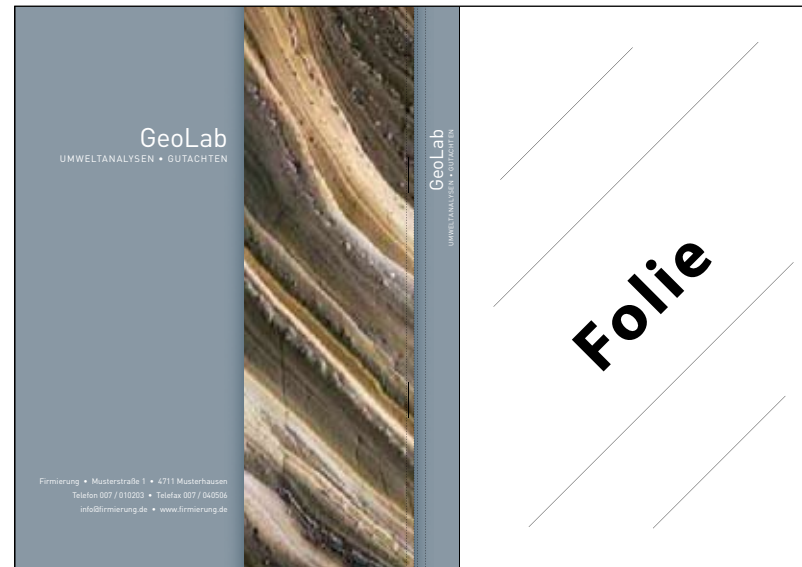 GeoLab
UMWELTANALYSEN • GUTACHTEN
Firmierung • Musterstraße 1 • 4711 Musterhausen
Telefon 007 / 010203 • Telefax 007 / 040506
info@firmierung.de • www.firmierung.de
GeoLab
UMWELTANALYSEN • GUTACHTEN
Folie